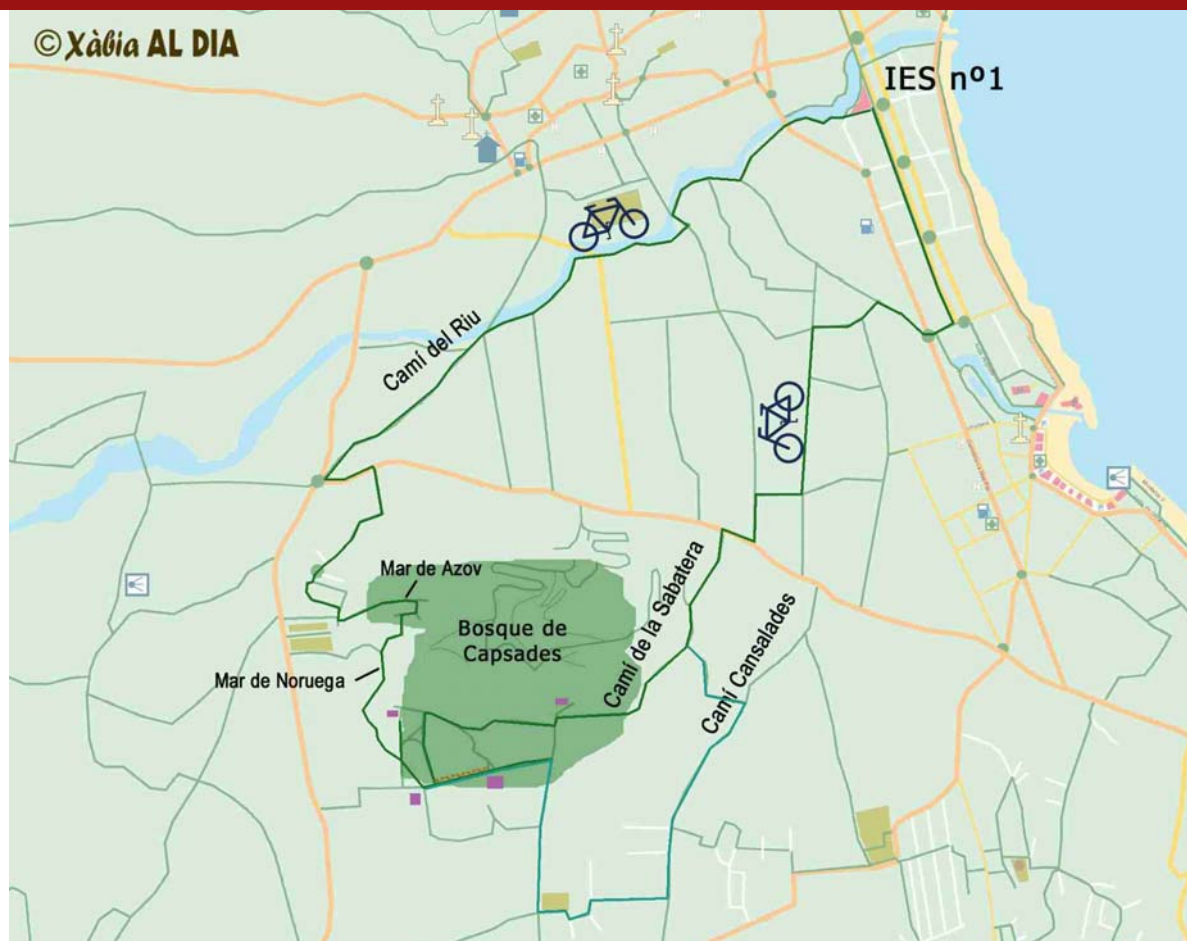 © Xàbia AL DIA
IES nº1
Camí del Riu
Mar de Azov
Bosque de
Capsades
Mar de Noruega
Camí de la Sabatera
Camí Cansalades